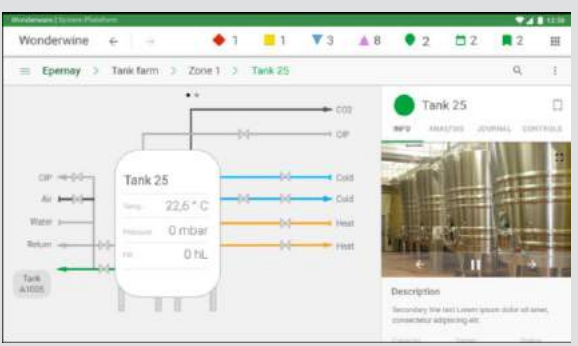 Wonderware | System Platform
12:30
Wonderwine
1
1
3
8
2
2
2
Epernay > Tank farm > Zone 1 > Tank 25
CO2
CIP
CIP
Air
Water
Return
Tank
A1005
Tank 25
Temp.
22,6 ° C
Pressure
0 mbar
Fill
0 hL
Cold
Cold
Heat
Heat
Tank 25
INFO
ANALYSIS
JOURNAL
CONTROLS
Description
Secondary line text Lorem ipsum dolor sit amet,
consectetur adipiscing elit.